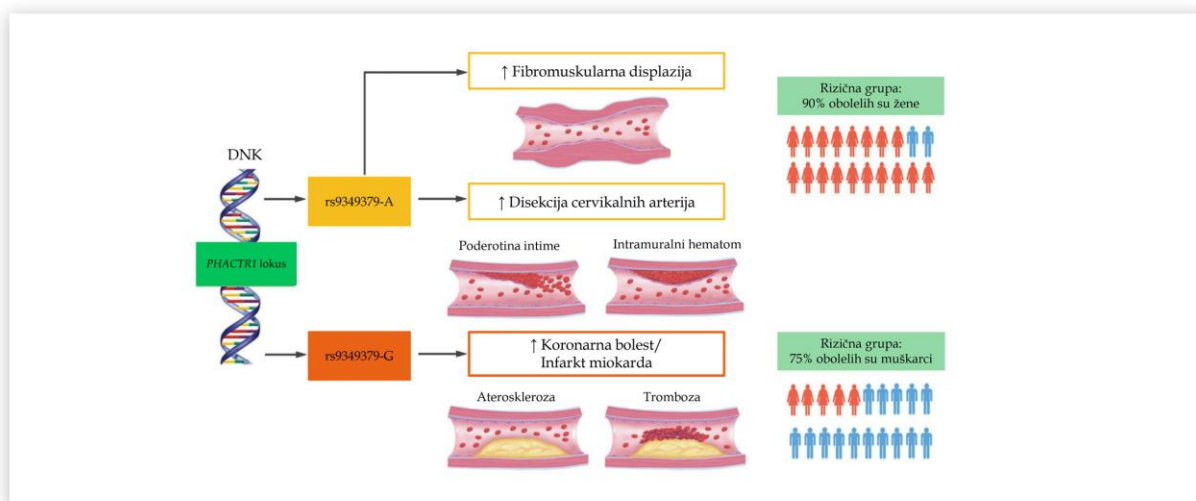 ↑ Fibromuskularna displazija
Rizična grupa:
90% obolelih su žene
DNK
rs9349379-A
↑ Disekcija cervikalnih arterija
PHACTR1 lokus
Poderotina intime
Intramuralni hematom
rs9349379-G
↑ Koronarna bolest/
Infarkt miokarda
Rizična grupa:
75% obolelih su muškarci
Ateroskleroza
Tromboza